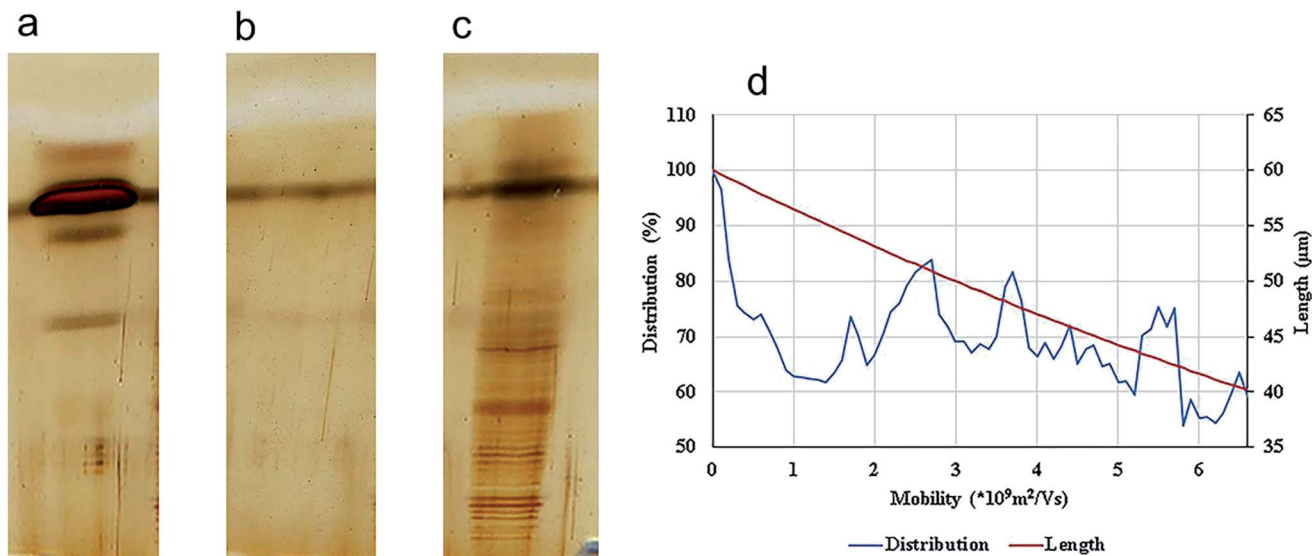 a
b
c
d
110
100
90
80
70
60
50
Distribution (%)
65
60
55
50
45
40
35
Length (μm)
0 1 2 3 4 5 6
Mobility (*10⁹m²/Vs)
Distribution Length